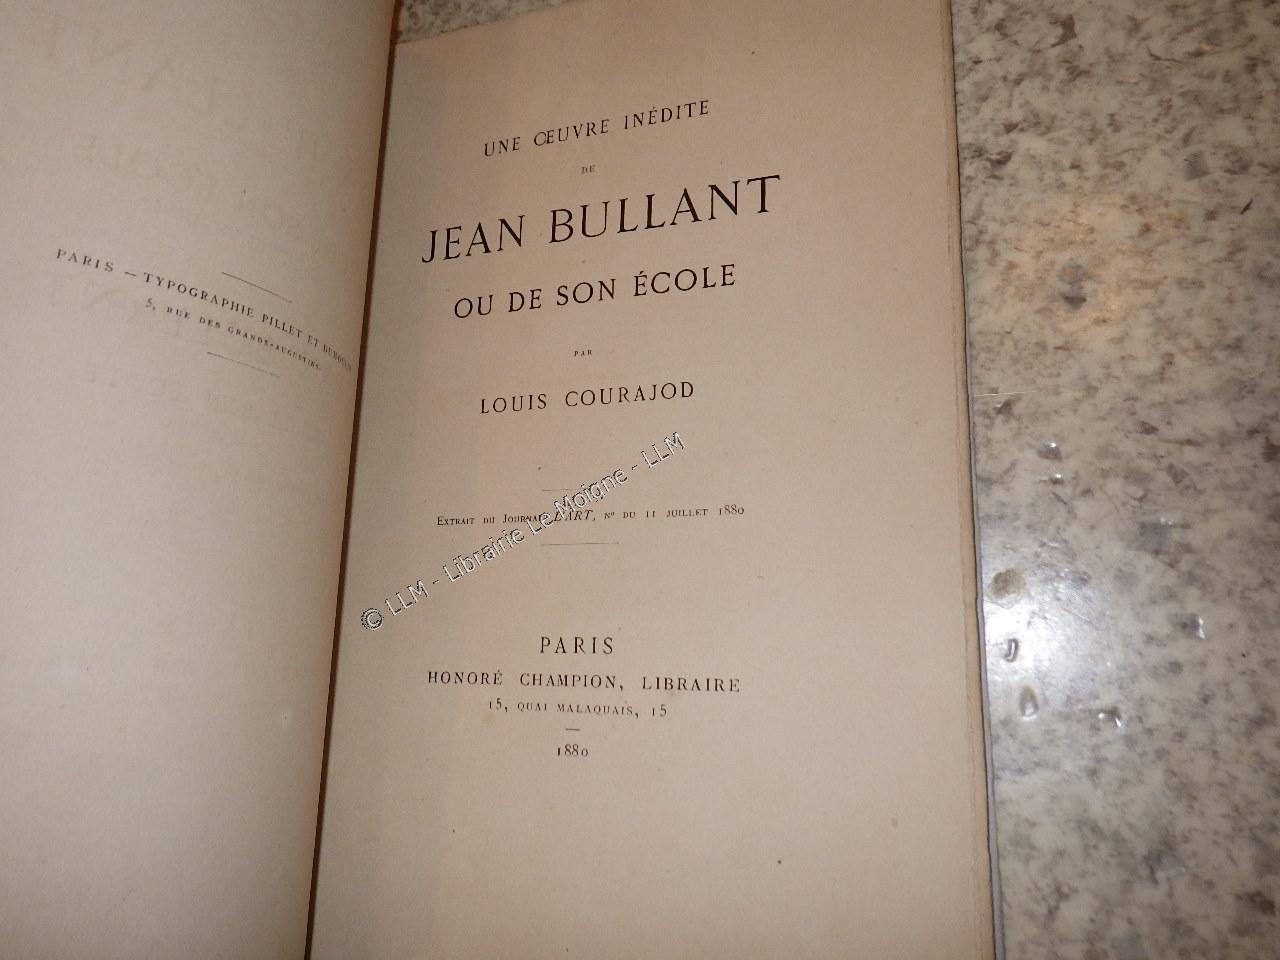 PARIS — TYPOGRAPHIE PILLET ET DUMOULIN
5, RUE DES GRANDS-AUGUSTINS.
UNE ŒUVRE INÉDITE
DE
JEAN BULLANT
OU DE SON ÉCOLE
PAR
LOUIS COURAJOD
EXTRAIT DU JOURNAL L'ART, Nº DU 11 JUILLET 1880
© LLM - Librairie Le Moigne - LLM
PARIS
HONORÉ CHAMPION, LIBRAIRE
15, QUAI MALAQUAIS, 15
1880